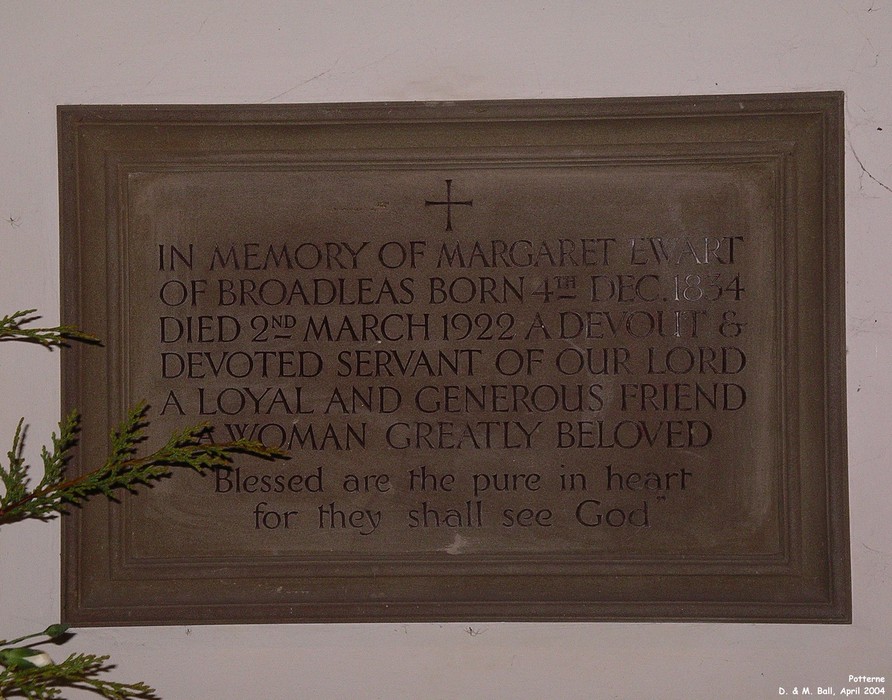 IN MEMORY OF MARGARET EWART
OF BROADLEAS BORN 4TH DEC. 1834
DIED 2ND MARCH 1922 A DEVOUT &
DEVOTED SERVANT OF OUR LORD
A LOYAL AND GENEROUS FRIEND
A WOMAN GREATLY BELOVED
"Blessed are the pure in heart
for they shall see God"
Potterne
D. & M. Ball, April 2004